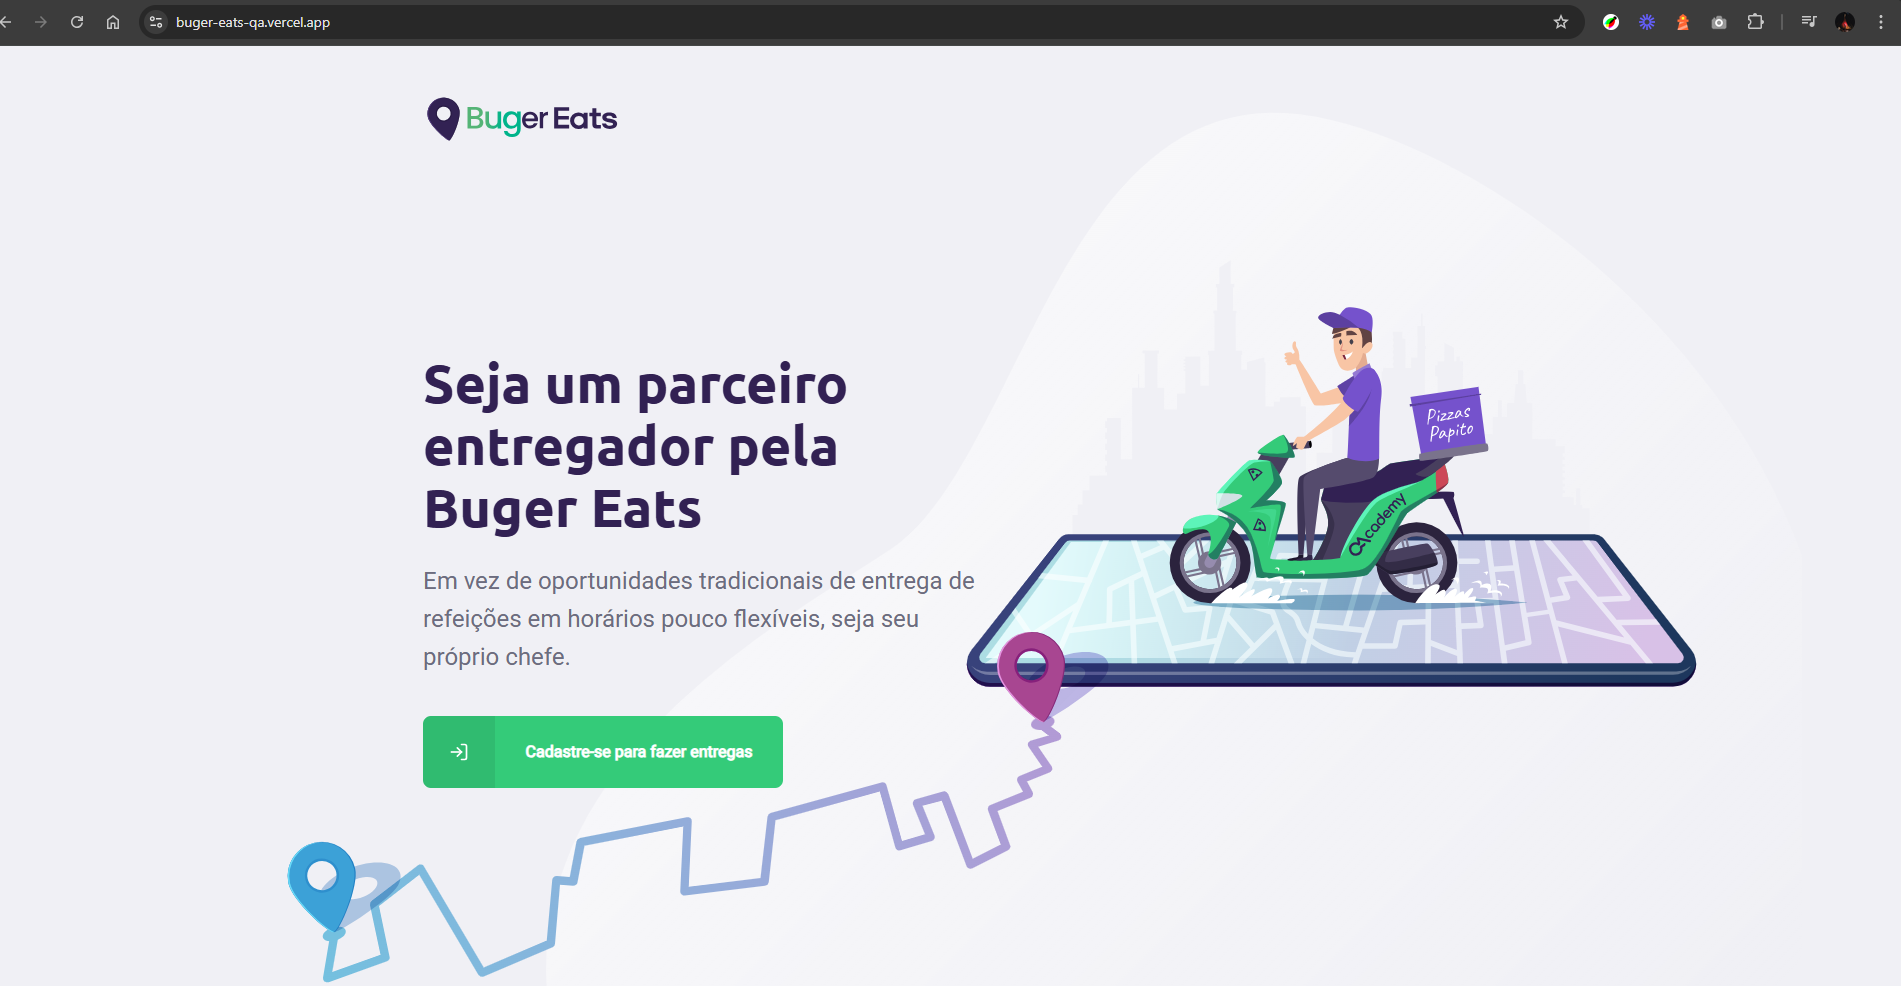 buger-eats-qa.vercel.app
Buger Eats
Seja um parceiro
entregador pela
Buger Eats
Em vez de oportunidades tradicionais de entrega de
refeições em horários pouco flexíveis, seja seu
próprio chefe.
Cadastre-se para fazer entregas
Pizzas
Papito
QAcademy